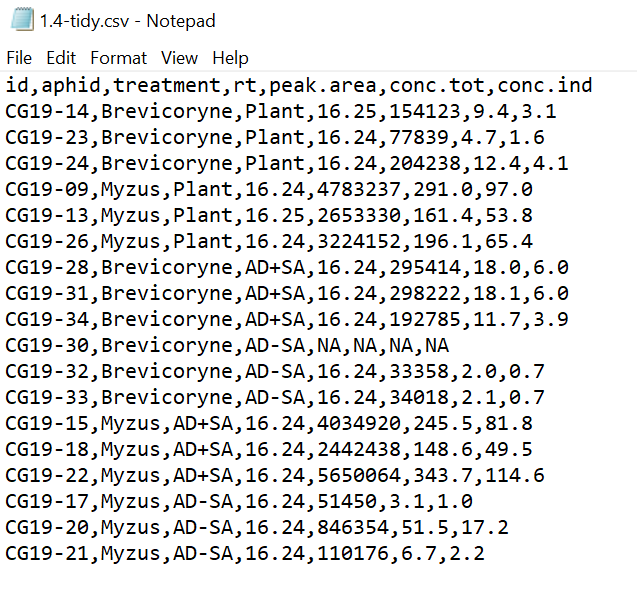 1.4-tidy.csv - Notepad
File Edit Format View Help
id,aphid,treatment,rt,peak.area,conc.tot,conc.ind
CG19-14,Brevicoryne,Plant,16.25,154123,9.4,3.1
CG19-23,Brevicoryne,Plant,16.24,77839,4.7,1.6
CG19-24,Brevicoryne,Plant,16.24,204238,12.4,4.1
CG19-09,Myzus,Plant,16.24,4783237,291.0,97.0
CG19-13,Myzus,Plant,16.25,2653330,161.4,53.8
CG19-26,Myzus,Plant,16.24,3224152,196.1,65.4
CG19-28,Brevicoryne,AD+SA,16.24,295414,18.0,6.0
CG19-31,Brevicoryne,AD+SA,16.24,298222,18.1,6.0
CG19-34,Brevicoryne,AD+SA,16.24,192785,11.7,3.9
CG19-30,Brevicoryne,AD-SA,NA,NA,NA,NA
CG19-32,Brevicoryne,AD-SA,16.24,33358,2.0,0.7
CG19-33,Brevicoryne,AD-SA,16.24,34018,2.1,0.7
CG19-15,Myzus,AD+SA,16.24,4034920,245.5,81.8
CG19-18,Myzus,AD+SA,16.24,2442438,148.6,49.5
CG19-22,Myzus,AD+SA,16.24,5650064,343.7,114.6
CG19-17,Myzus,AD-SA,16.24,51450,3.1,1.0
CG19-20,Myzus,AD-SA,16.24,846354,51.5,17.2
CG19-21,Myzus,AD-SA,16.24,110176,6.7,2.2